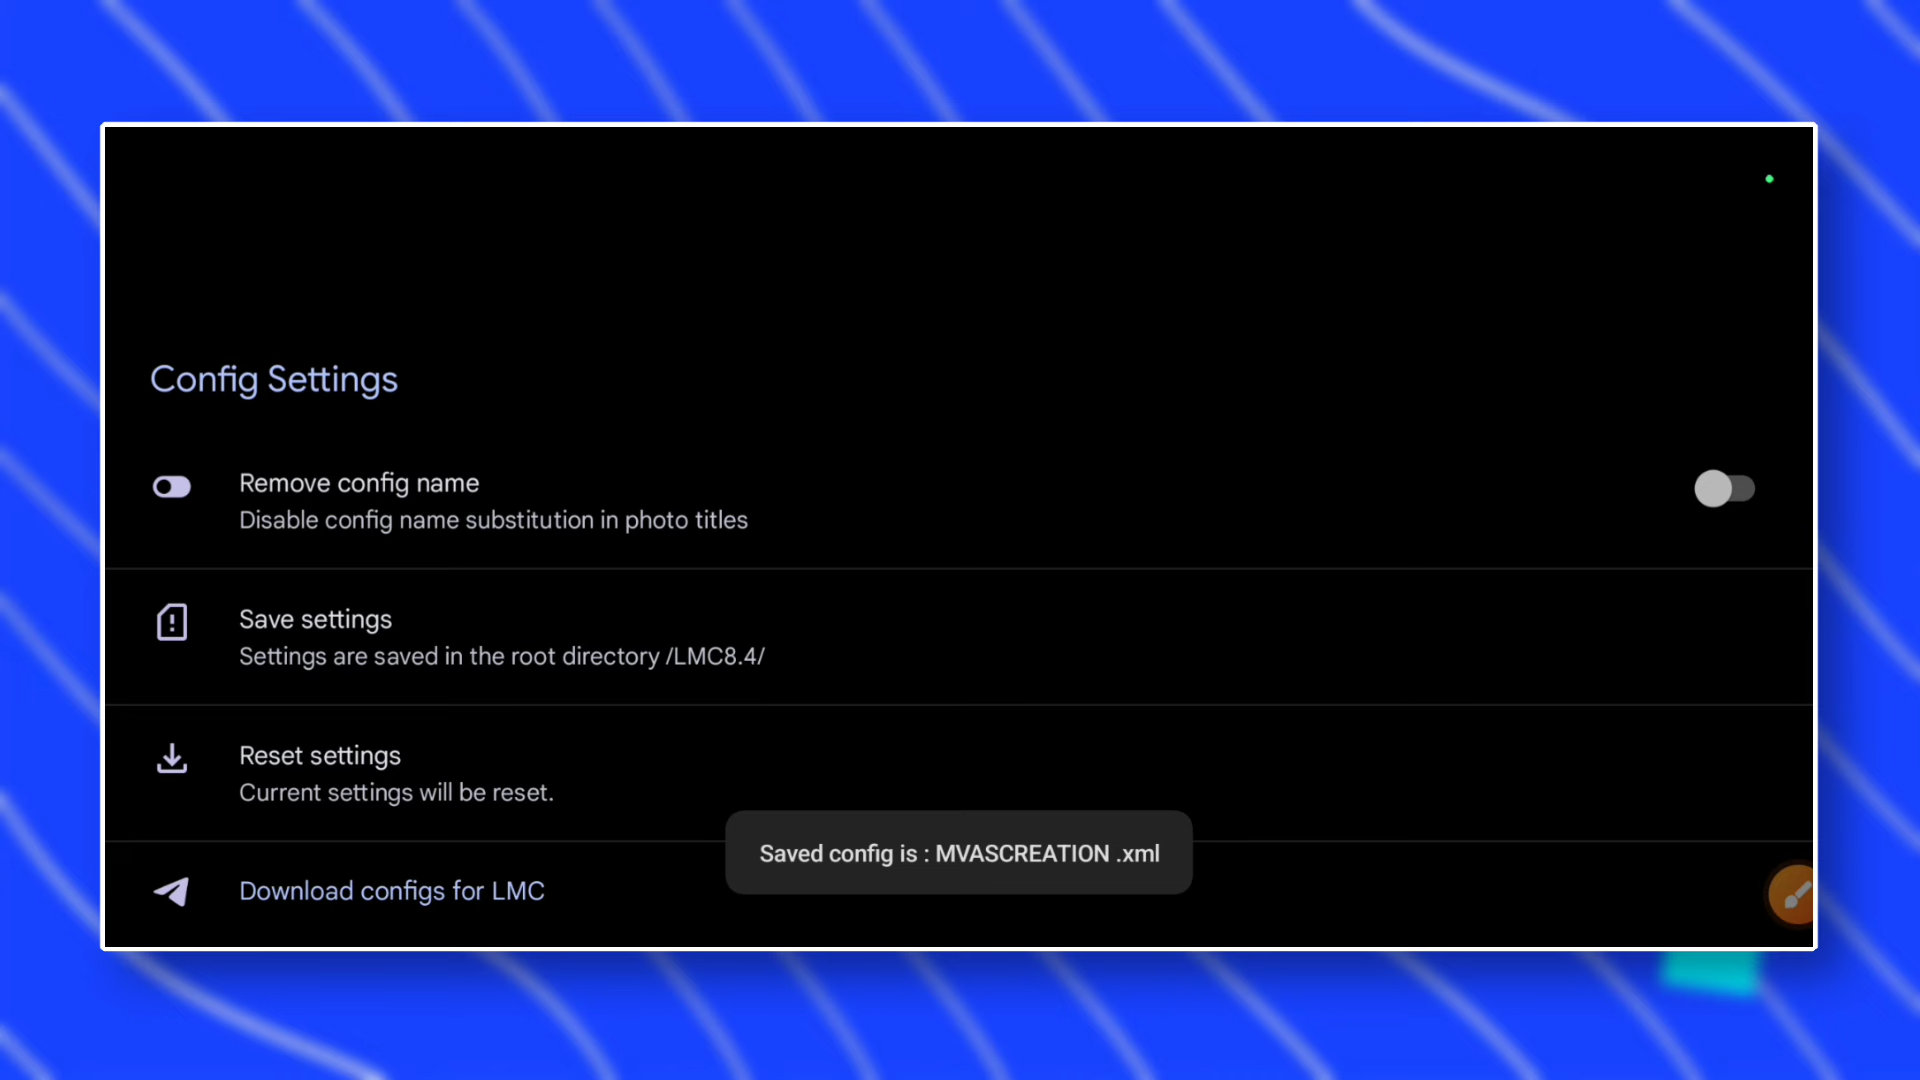 Config Settings
Remove config name
Disable config name substitution in photo titles
Save settings
Settings are saved in the root directory /LMC8.4/
Reset settings
Current settings will be reset.
Saved config is : MVASCREATION .xml
Download configs for LMC